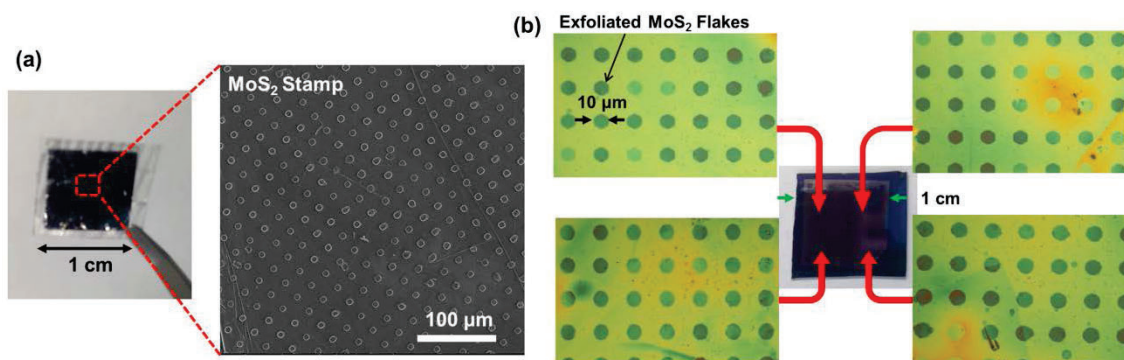 (a)
MoS₂ Stamp
1 cm
100 μm
(b)
Exfoliated MoS₂ Flakes
10 μm
1 cm